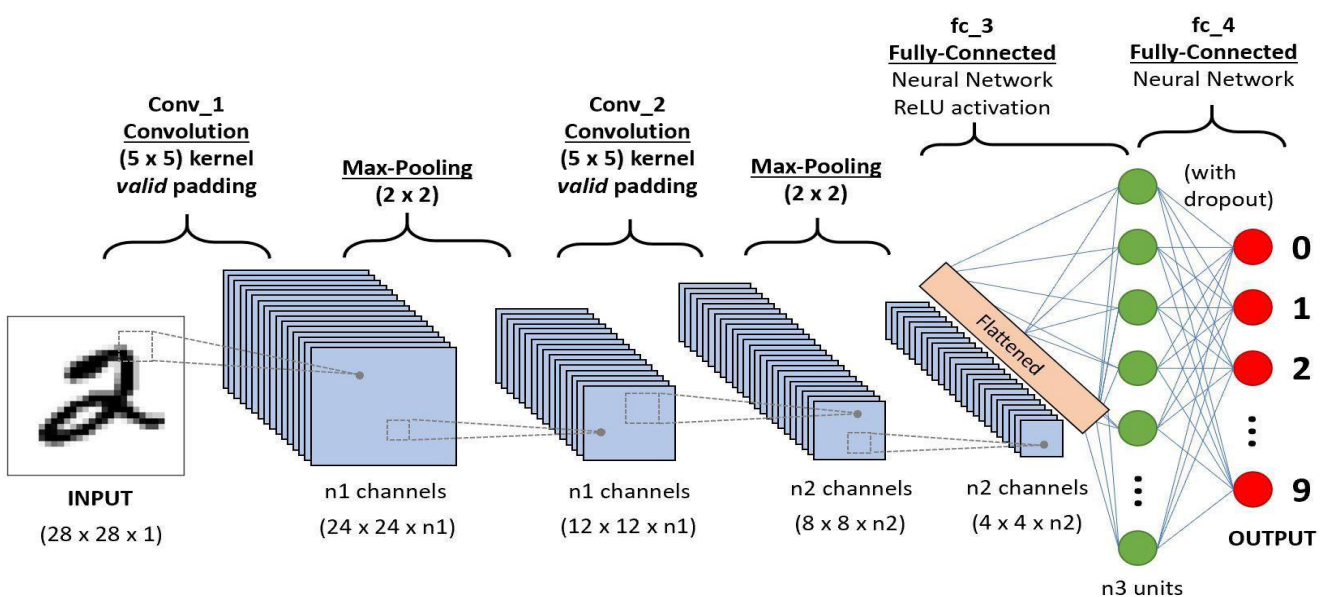 Conv_1
Convolution
(5 x 5) kernel
valid padding
Max-Pooling
(2 x 2)
Conv_2
Convolution
(5 x 5) kernel
valid padding
Max-Pooling
(2 x 2)
fc_3
Fully-Connected
Neural Network
ReLU activation
fc_4
Fully-Connected
Neural Network
(with
dropout)
Flattened
0
1
2
9
OUTPUT
2
INPUT
(28 x 28 x 1)
n1 channels
(24 x 24 x n1)
n1 channels
(12 x 12 x n1)
n2 channels
(8 x 8 x n2)
n2 channels
(4 x 4 x n2)
n3 units